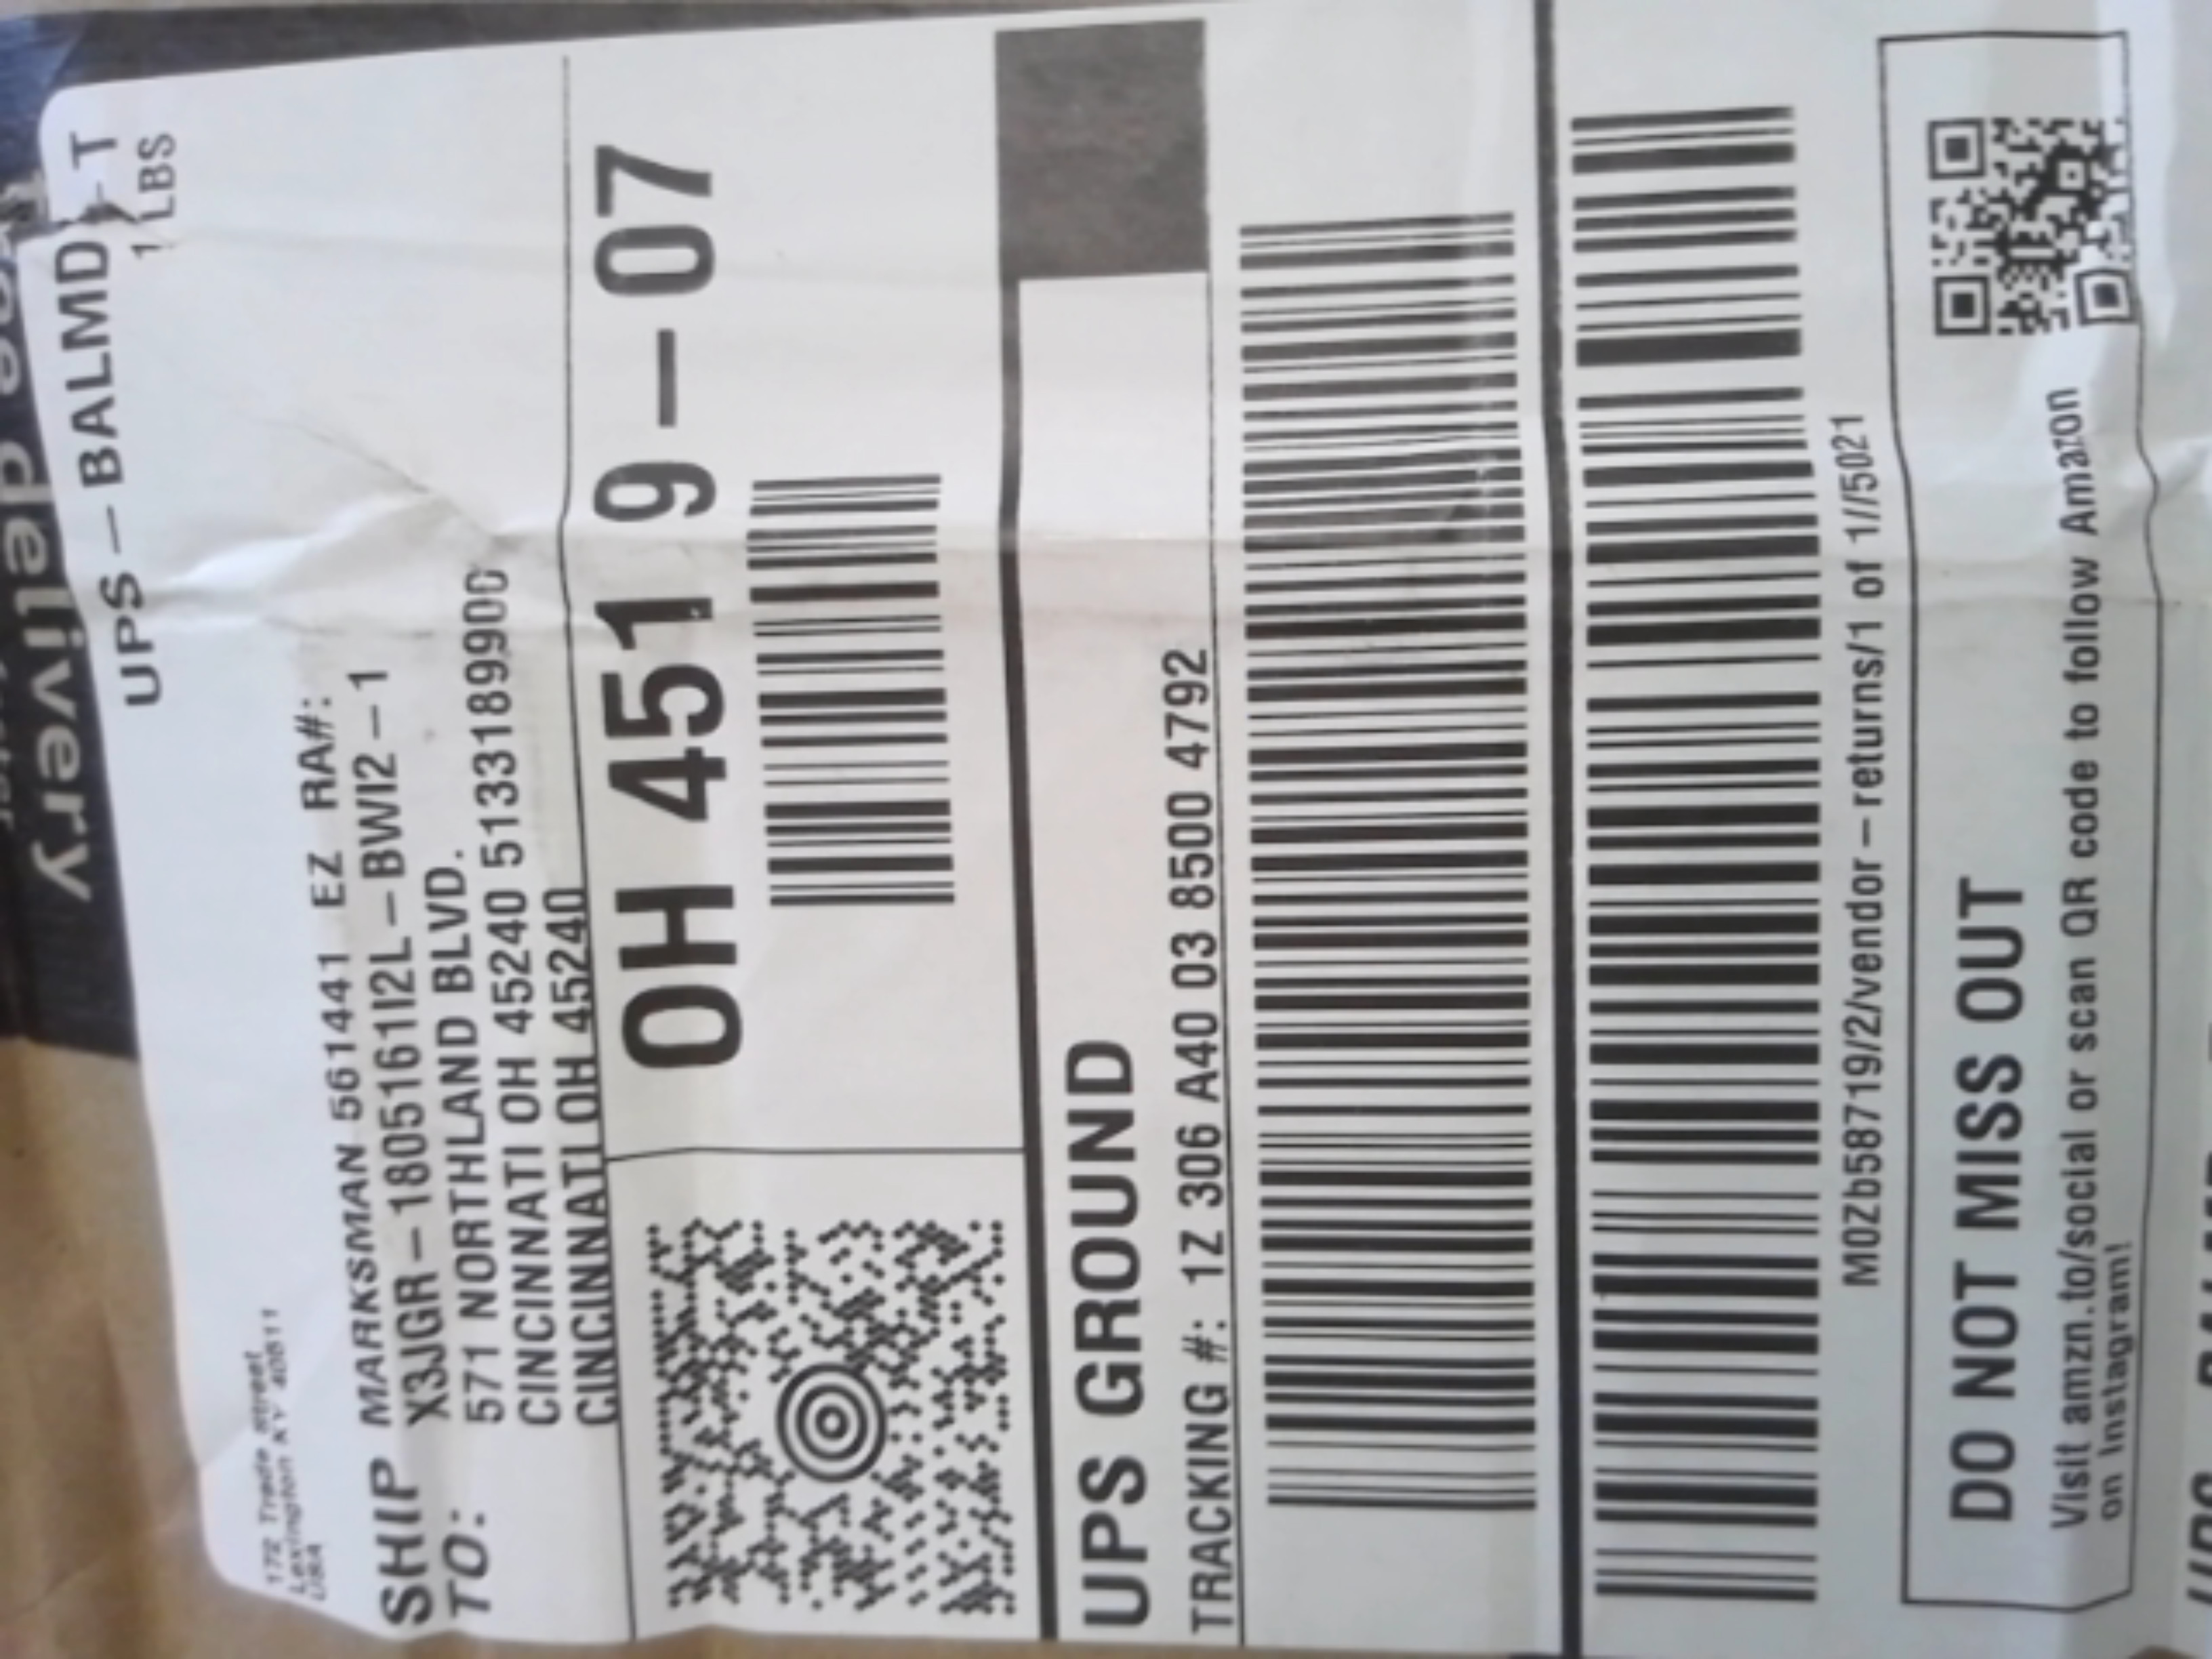 UPS – BALMD – T
1 LBS
172 Trade Street
Lexington KY 40511
USA
SHIP
TO:
MARKSMAN 561441 EZ RA#:
X3JGR – 18051611I2L – BWI2 – 1
571 NORTHLAND BLVD.
CINCINNATI OH 45240 5133189900
CINCINNATI OH 45240
OH 451 9 – 07
UPS GROUND
TRACKING #: 1Z 306 A40 03 8500 4792
MOZb58719/2/vendor – returns/1 of 1//5021
DO NOT MISS OUT
Visit amzn.to/social or scan QR code to follow Amazon
on Instagram!
delivery